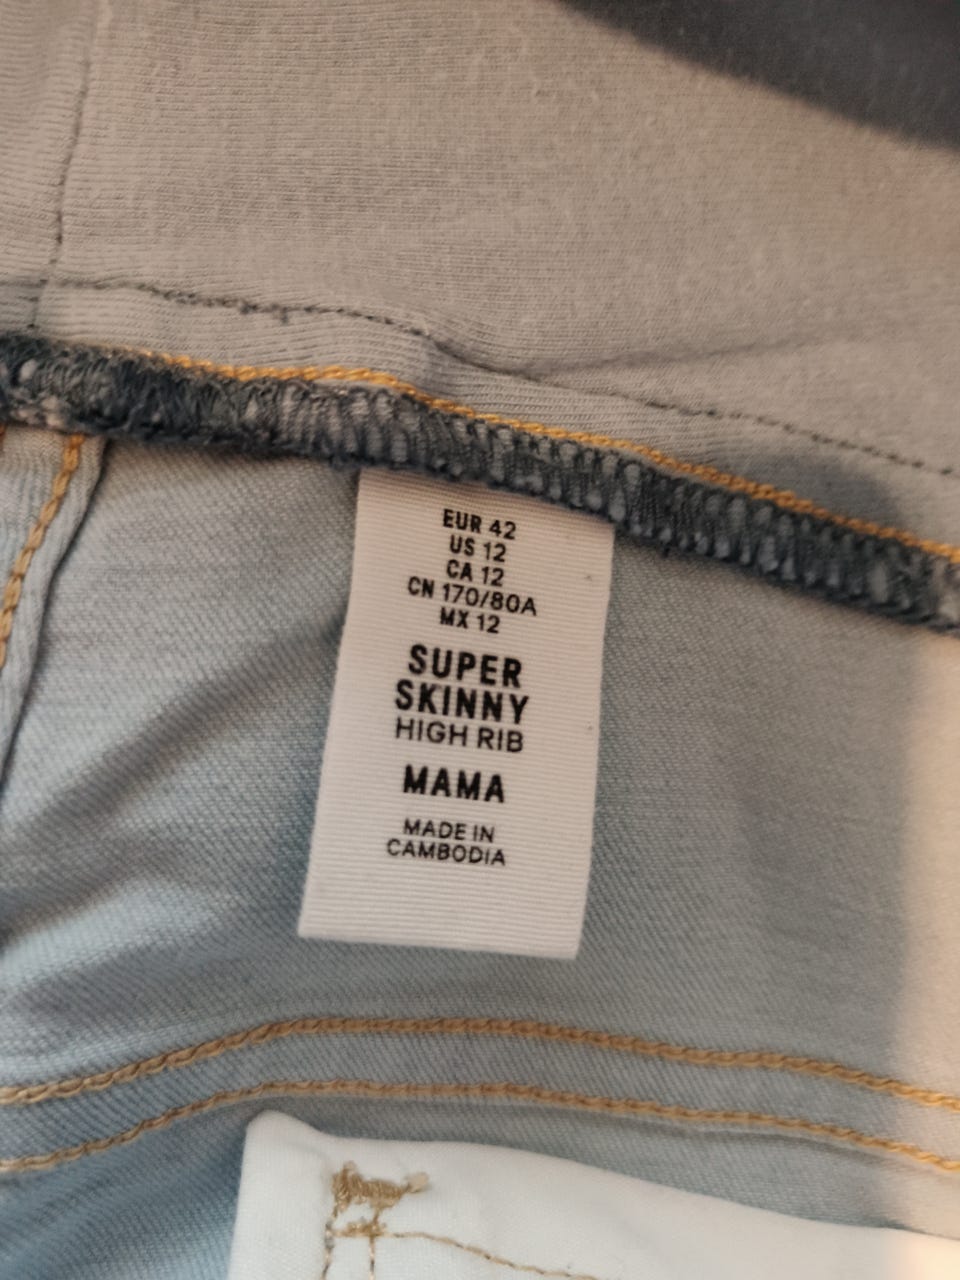 EUR 42
US 12
CA 12
CN 170/80A
MX 12
SUPER
SKINNY
HIGH RIB
MAMA
MADE IN
CAMBODIA